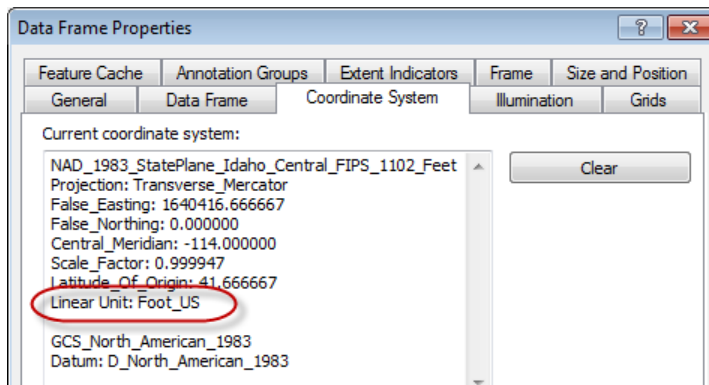 Data Frame Properties
Feature Cache Annotation Groups Extent Indicators Frame Size and Position
General Data Frame Coordinate System Illumination Grids
Current coordinate system:
NAD_1983_StatePlane_Idaho_Central_FIPS_1102_Feet
Clear
Projection: Transverse_Mercator
False_Easting: 1640416.666667
False_Northing: 0.000000
Central_Meridian: -114.000000
Scale_Factor: 0.999947
Latitude_Of_Origin: 41.666667
Linear Unit: Foot_US
GCS_North_American_1983
Datum: D_North_American_1983